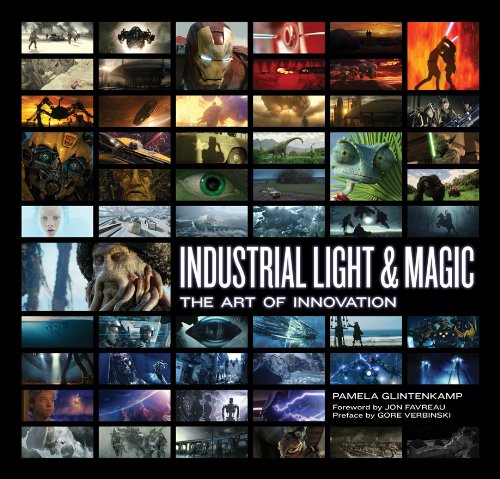 INDUSTRIAL LIGHT & MAGIC
THE ART OF INNOVATION
PAMELA GLINTENKAMP
Foreword by JON FAVREAU
Preface by GORE VERBINSKI